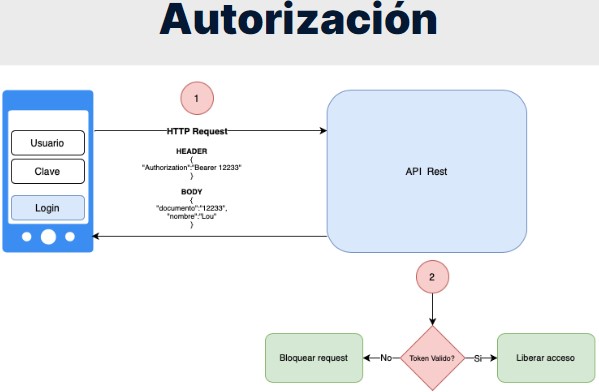 Autorización
1
HTTP Request
Usuario
Clave
Login
HEADER
{
"Authorization":"Bearer 12233"
}
BODY
{
"documento":"12233",
"nombre":"Lou"
}
API Rest
2
Bloquear request
No
Token Valido?
Si
Liberar acceso